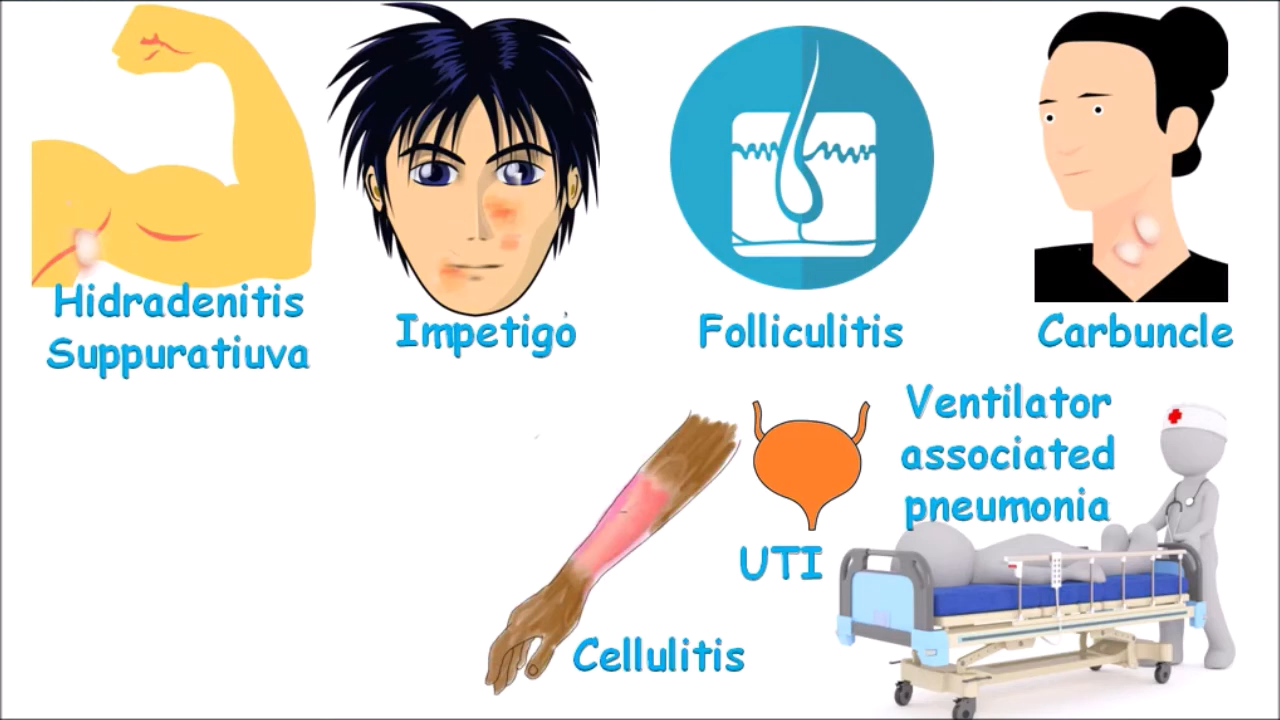 Hidradenitis
Suppuratiuva
Impetigo
Folliculitis
Carbuncle
Ventilator
associated
pneumonia
UTI
Cellulitis